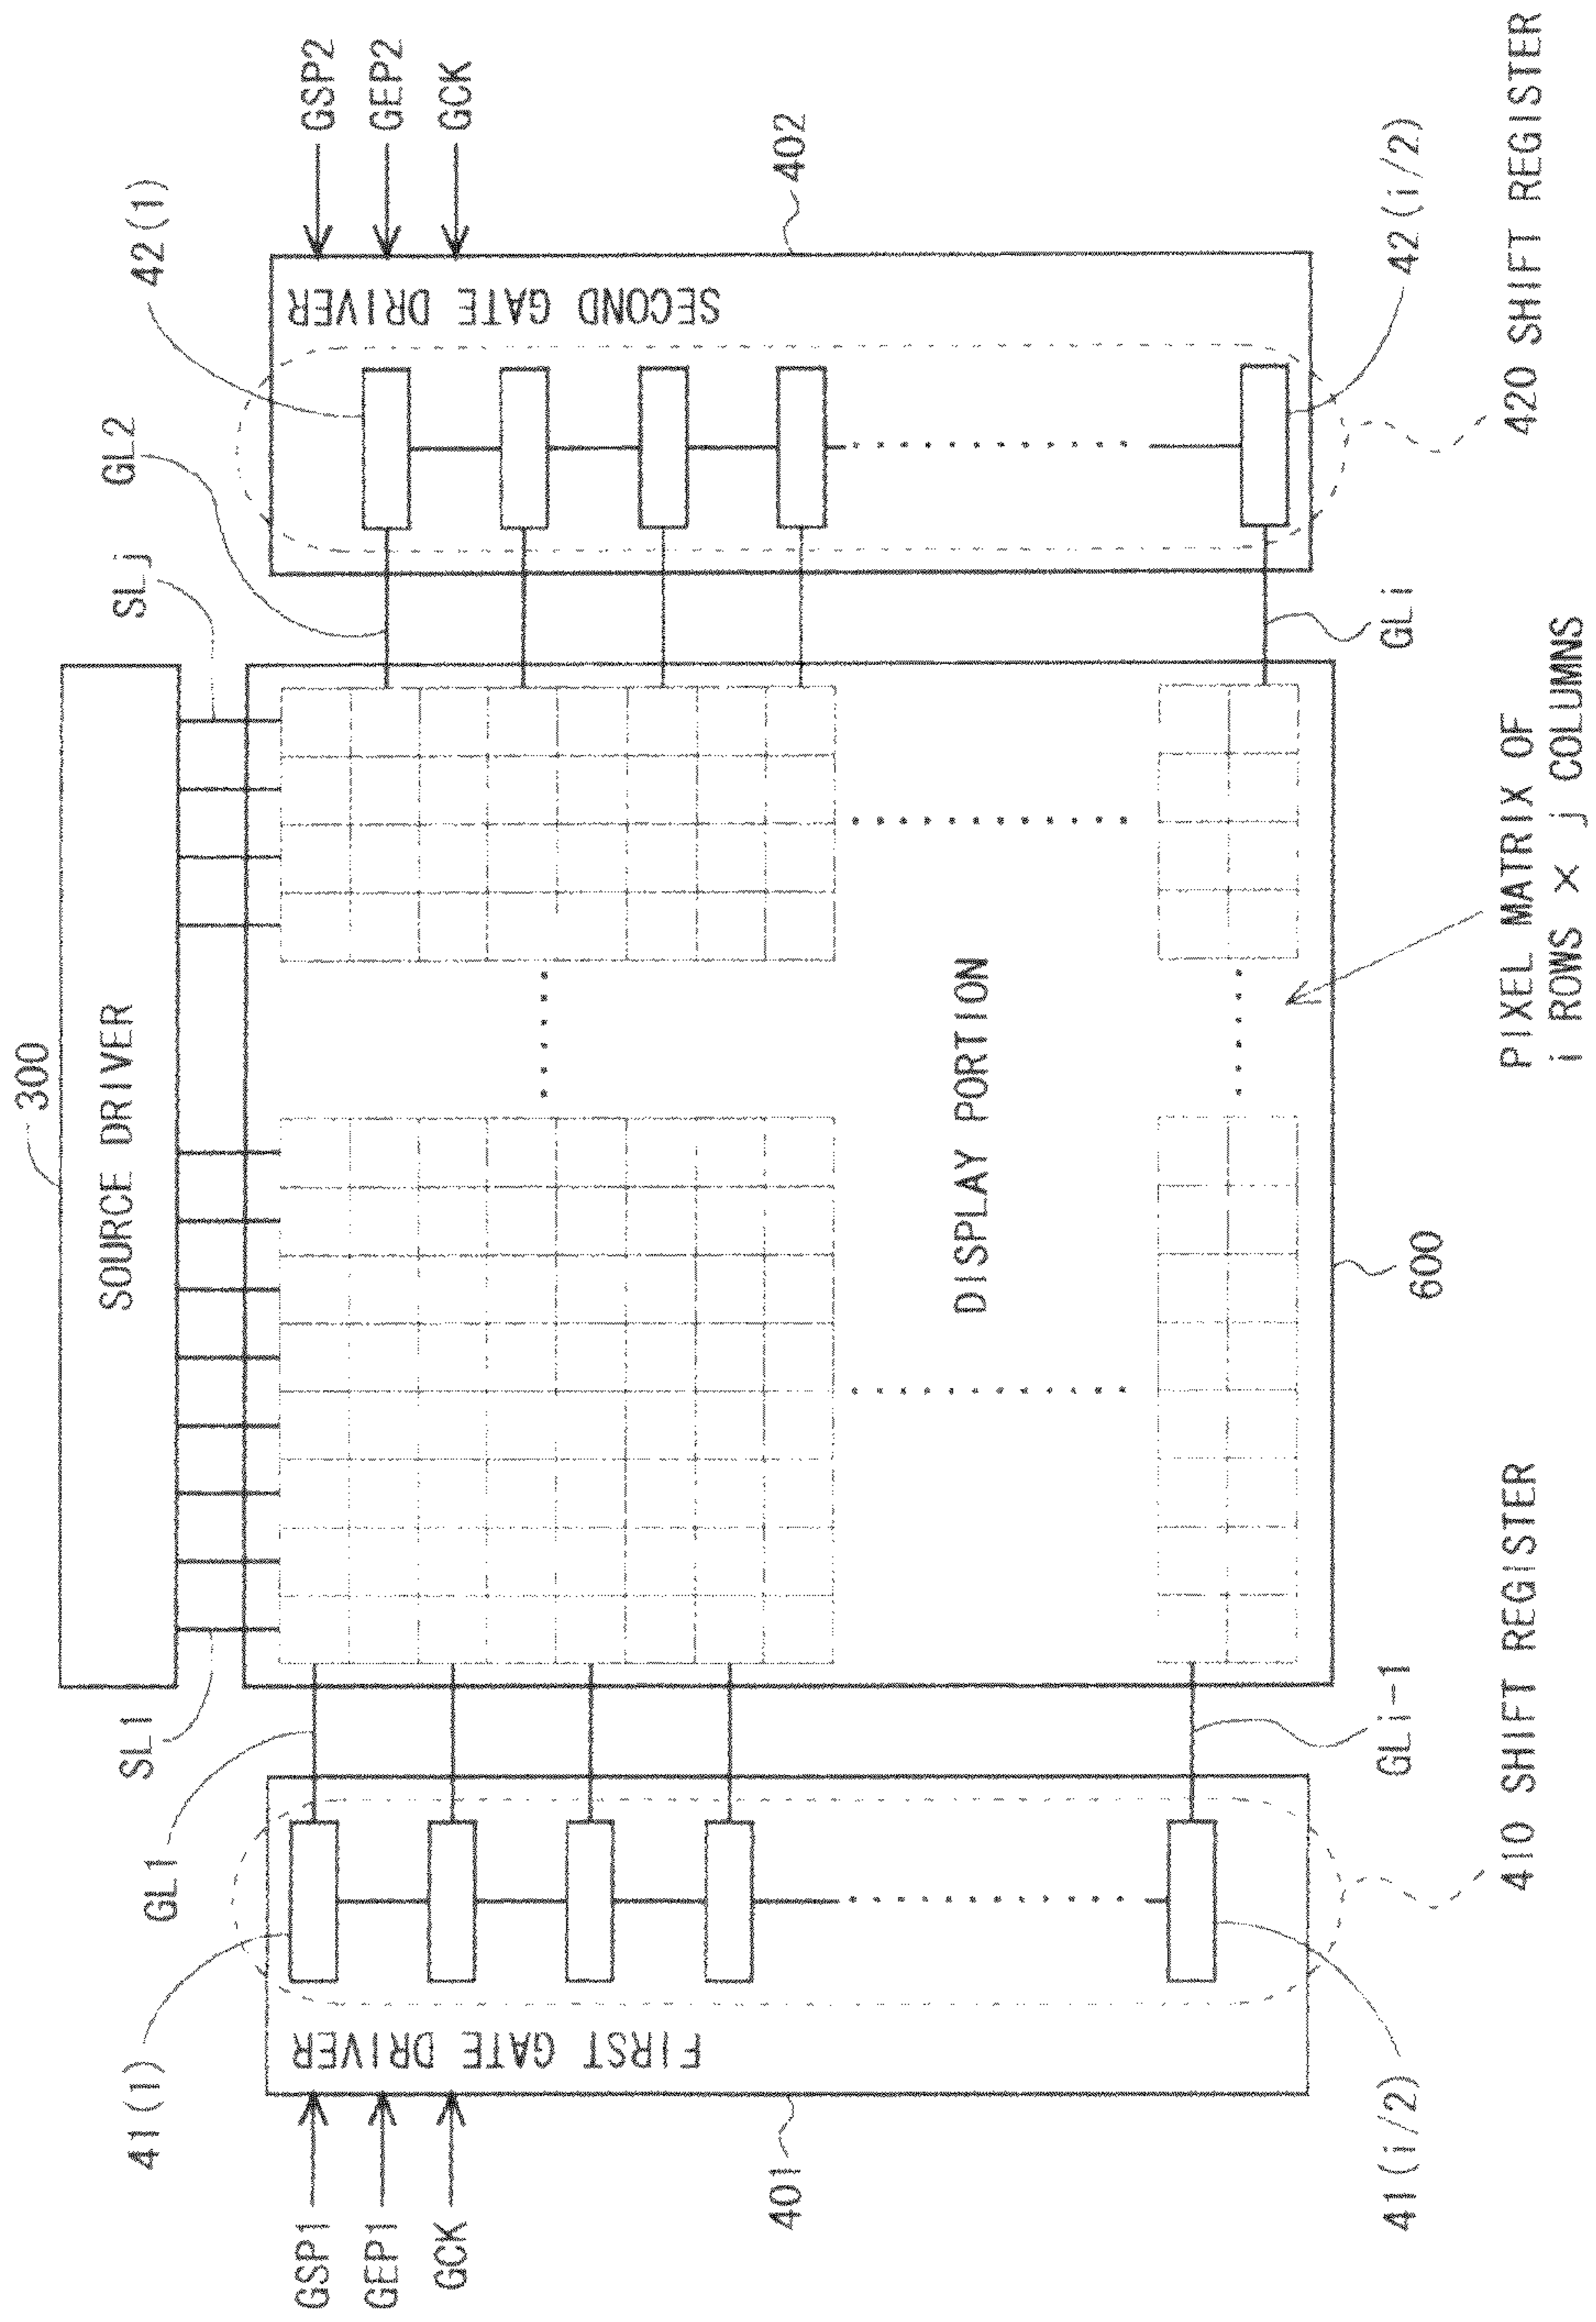 300
SOURCE DRIVER
SL1
SLj
GL1
GL2
41(1)
42(1)
GSP1
GEP1
GCK
GSP2
GEP2
GCK
FIRST GATE DRIVER
SECOND GATE DRIVER
401
402
DISPLAY PORTION
41(i/2)
GLi-1
600
GLi
42(i/2)
410 SHIFT REGISTER
PIXEL MATRIX OF
i ROWS × j COLUMNS
420 SHIFT REGISTER